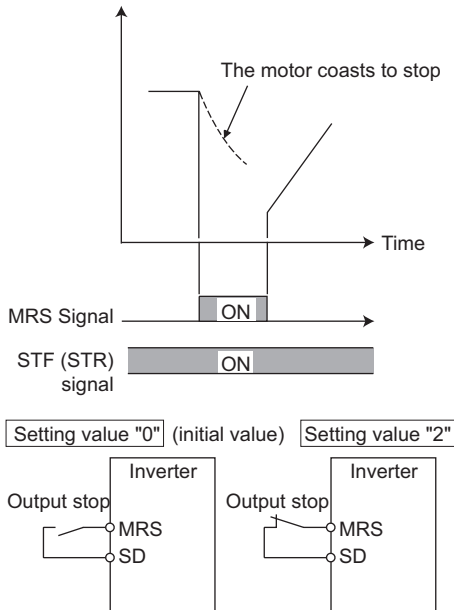 The motor coasts to stop
Time
MRS Signal
ON
STF (STR)
signal
ON
Setting value "0" (initial value) Setting value "2"
Inverter
Output stop
MRS
SD
Inverter
Output stop
MRS
SD